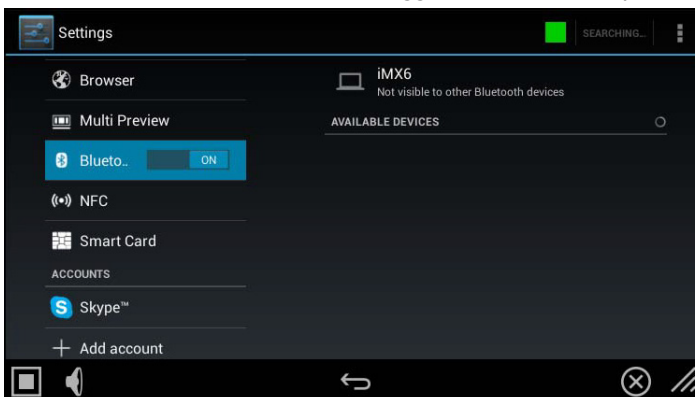 Settings
SEARCHING...
Browser
Multi Preview
Blueto.. ON
NFC
Smart Card
ACCOUNTS
Skype™
Add account
iMX6
Not visible to other Bluetooth devices
AVAILABLE DEVICES